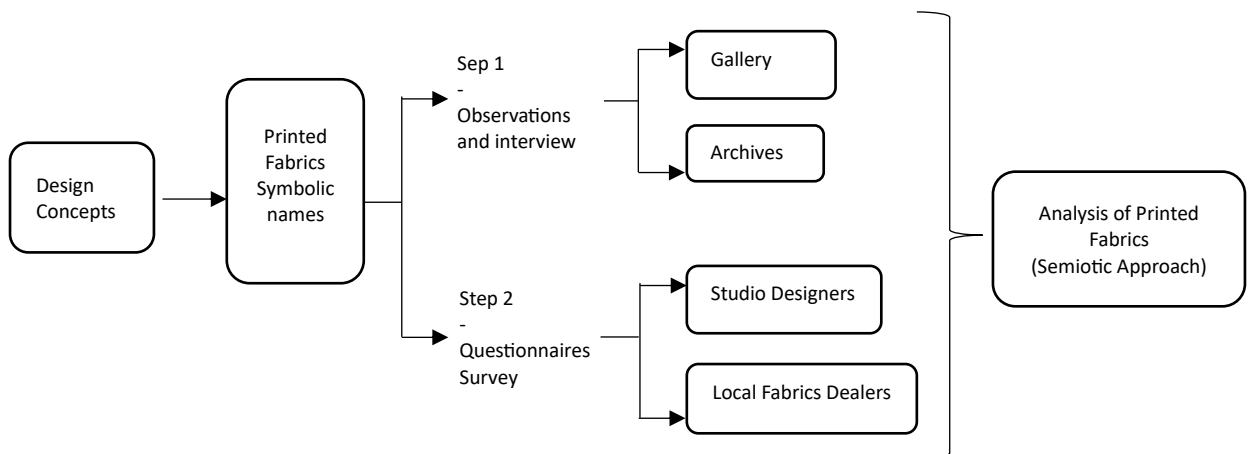 Design
Concepts
Printed
Fabrics
Symbolic
names
Sep 1
-
Observations
and interview
Gallery
Archives
Step 2
-
Questionnaires
Survey
Studio Designers
Local Fabrics Dealers
Analysis of Printed
Fabrics
(Semiotic Approach)